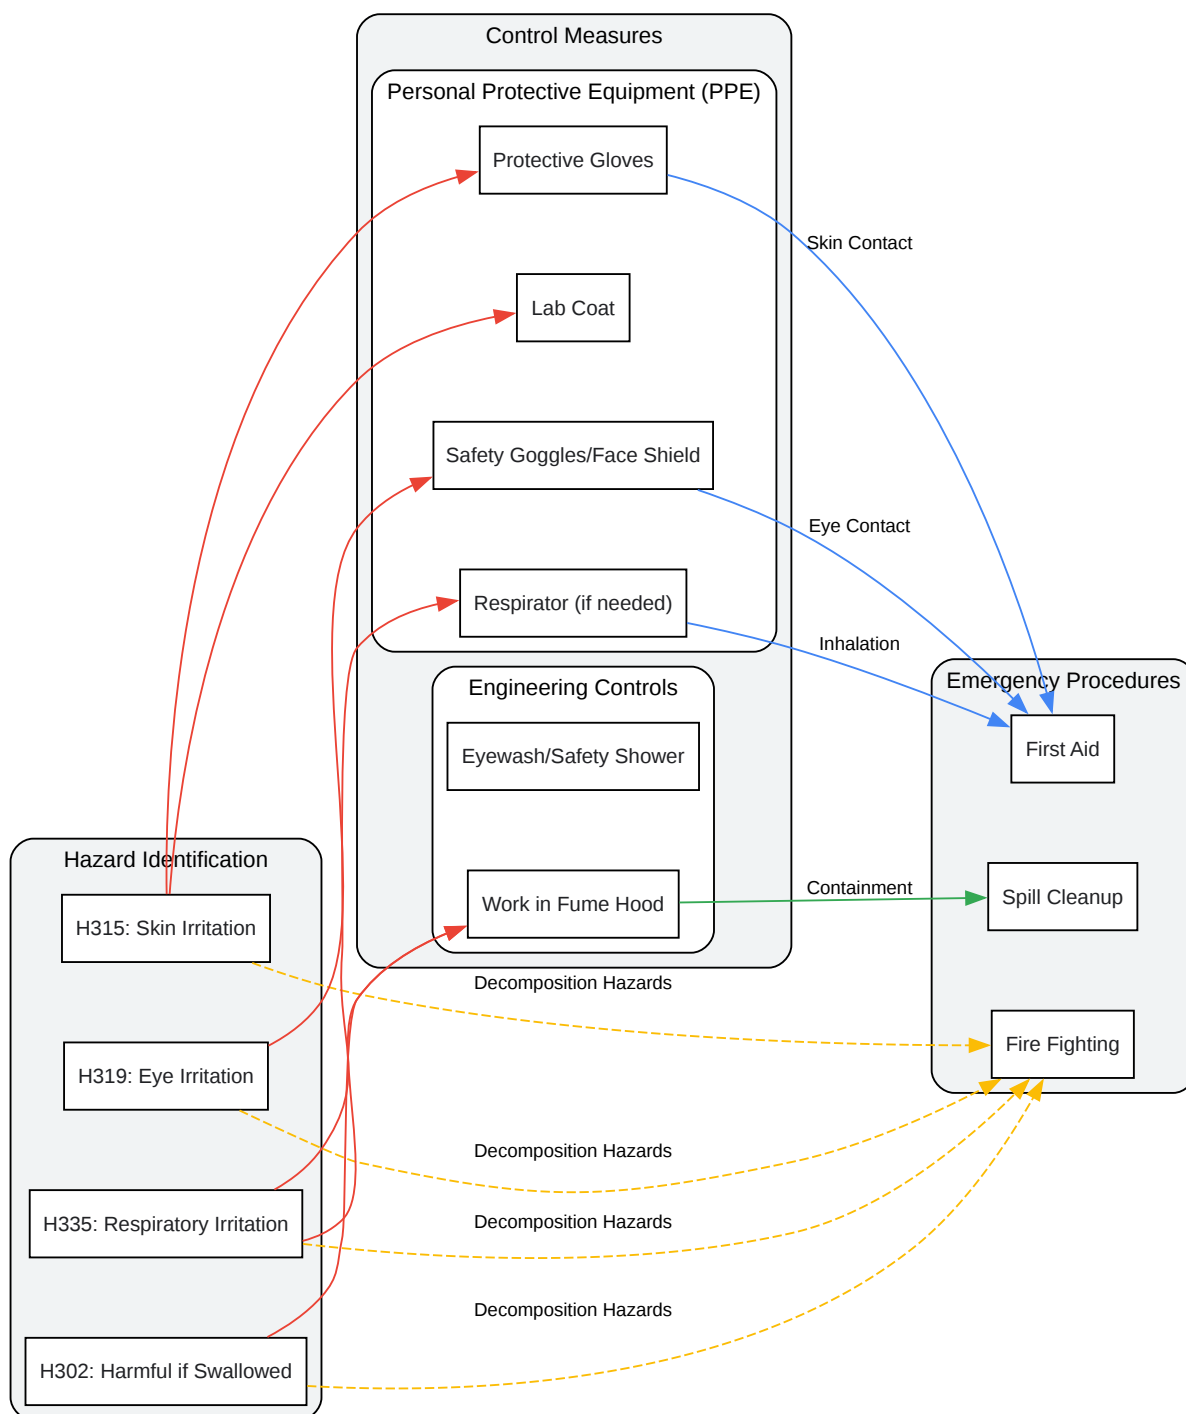 Control Measures
Personal Protective Equipment (PPE)
Protective Gloves
Skin Contact
Lab Coat
Safety Goggles/Face Shield
Eye Contact
Respirator (if needed)
Inhalation
Engineering Controls
Emergency Procedures
Eyewash/Safety Shower
First Aid
Hazard Identification
Work in Fume Hood
Containment
Spill Cleanup
H315: Skin Irritation
Decomposition Hazards
Fire Fighting
H319: Eye Irritation
Decomposition Hazards
H335: Respiratory Irritation
Decomposition Hazards
Decomposition Hazards
H302: Harmful if Swallowed